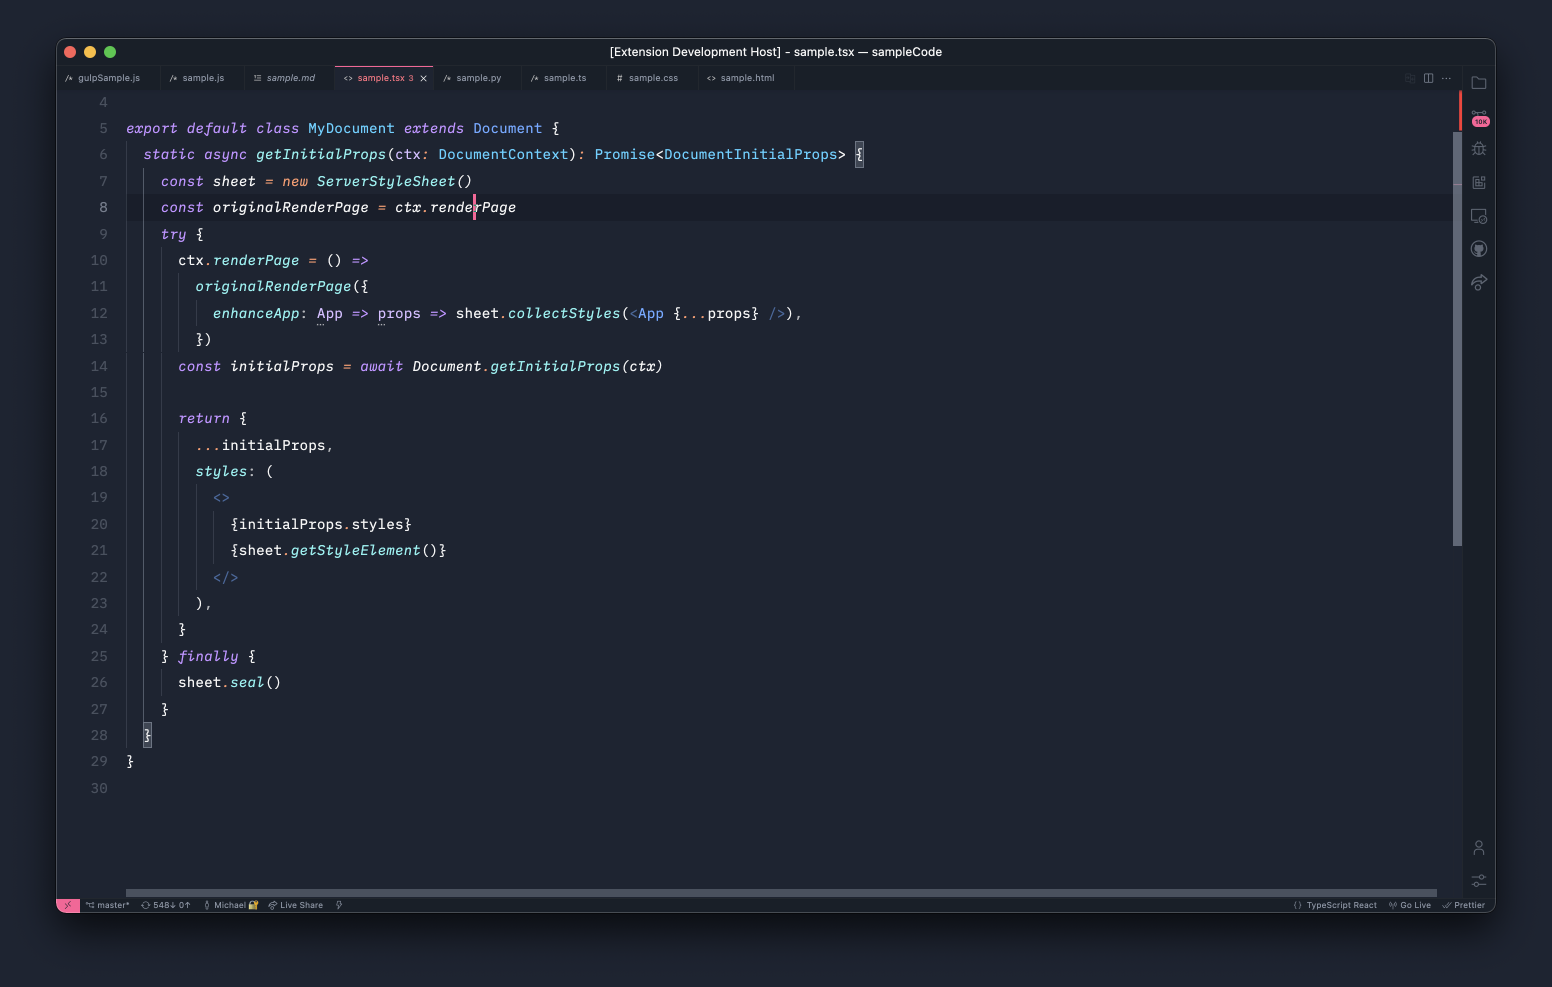 [Extension Development Host] - sample.tsx — sampleCode
gulpSample.js sample.js sample.md sample.tsx 3 sample.py sample.ts # sample.css <> sample.html
10K
4
5 export default class MyDocument extends Document {
6 static async getInitialProps(ctx: DocumentContext): Promise<DocumentInitialProps> {
7 const sheet = new ServerStyleSheet()
8 const originalRenderPage = ctx.renderPage
9 try {
10 ctx.renderPage = () =>
11 originalRenderPage({
12 enhanceApp: App => props => sheet.collectStyles(<App {...props} />),
13 })
14 const initialProps = await Document.getInitialProps(ctx)
15
16 return {
17 ...initialProps,
18 styles: (
19 <>
20 {initialProps.styles}
21 {sheet.getStyleElement()}
22 </>
23 ),
24 }
25 } finally {
26 sheet.seal()
27 }
28 }
29 }
30
master* 548↓ 0↑ Michael 🔐 Live Share {} TypeScript React Go Live Prettier